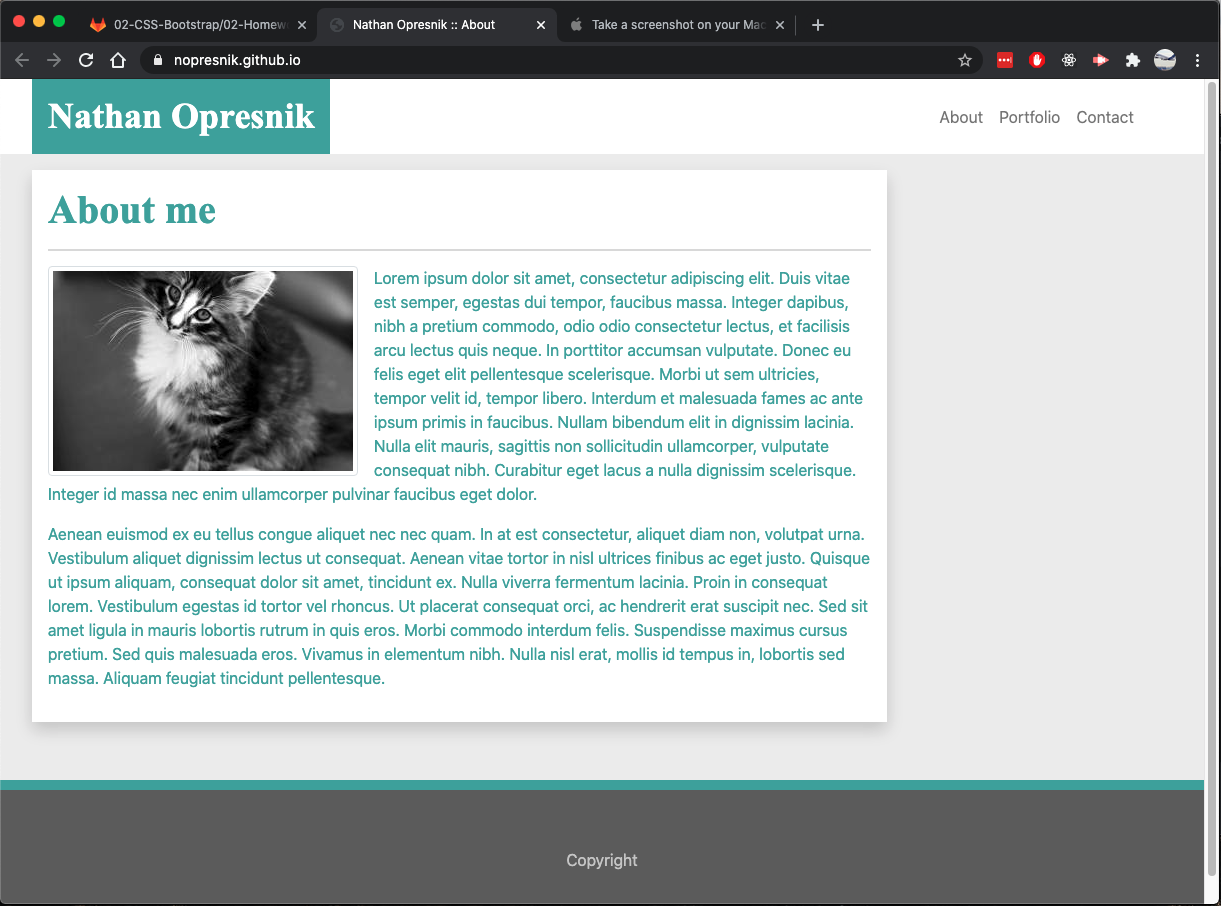 02-CSS-Bootstrap/02-Homew
Nathan Opresnik :: About
Take a screenshot on your Mac
nopresnik.github.io
Nathan Opresnik
About Portfolio Contact
About me
Lorem ipsum dolor sit amet, consectetur adipiscing elit. Duis vitae
est semper, egestas dui tempor, faucibus massa. Integer dapibus,
nibh a pretium commodo, odio odio consectetur lectus, et facilisis
arcu lectus quis neque. In porttitor accumsan vulputate. Donec eu
felis eget elit pellentesque scelerisque. Morbi ut sem ultricies,
tempor velit id, tempor libero. Interdum et malesuada fames ac ante
ipsum primis in faucibus. Nullam bibendum elit in dignissim lacinia.
Nulla elit mauris, sagittis non sollicitudin ullamcorper, vulputate
consequat nibh. Curabitur eget lacus a nulla dignissim scelerisque.
Integer id massa nec enim ullamcorper pulvinar faucibus eget dolor.
Aenean euismod ex eu tellus congue aliquet nec nec quam. In at est consectetur, aliquet diam non, volutpat urna.
Vestibulum aliquet dignissim lectus ut consequat. Aenean vitae tortor in nisl ultrices finibus ac eget justo. Quisque
ut ipsum aliquam, consequat dolor sit amet, tincidunt ex. Nulla viverra fermentum lacinia. Proin in consequat
lorem. Vestibulum egestas id tortor vel rhoncus. Ut placerat consequat orci, ac hendrerit erat suscipit nec. Sed sit
amet ligula in mauris lobortis rutrum in quis eros. Morbi commodo interdum felis. Suspendisse maximus cursus
pretium. Sed quis malesuada eros. Vivamus in elementum nibh. Nulla nisl erat, mollis id tempus in, lobortis sed
massa. Aliquam feugiat tincidunt pellentesque.
Copyright